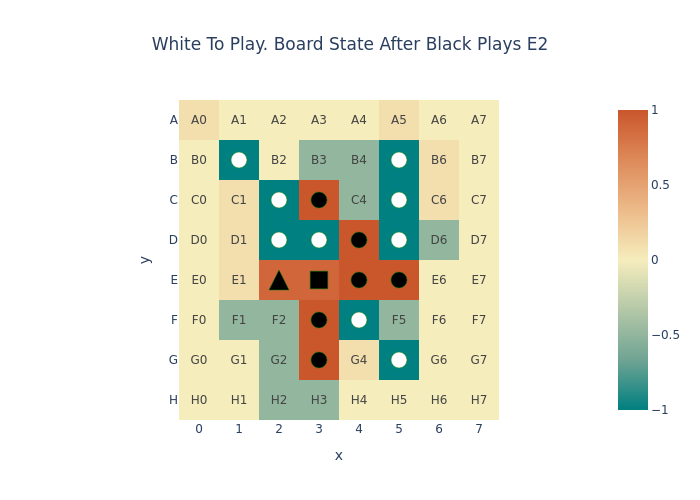 White To Play. Board State After Black Plays E2
A A0 A1 A2 A3 A4 A5 A6 A7
B B0 B2 B3 B4 B6 B7
C C0 C1 C4 C6 C7
D D0 D1 D6 D7
E E0 E1 E6 E7
F F0 F1 F2 F5 F6 F7
G G0 G1 G2 G4 G6 G7
H H0 H1 H2 H3 H4 H5 H6 H7
0 1 2 3 4 5 6 7
x
y
1
0.5
0
−0.5
−1